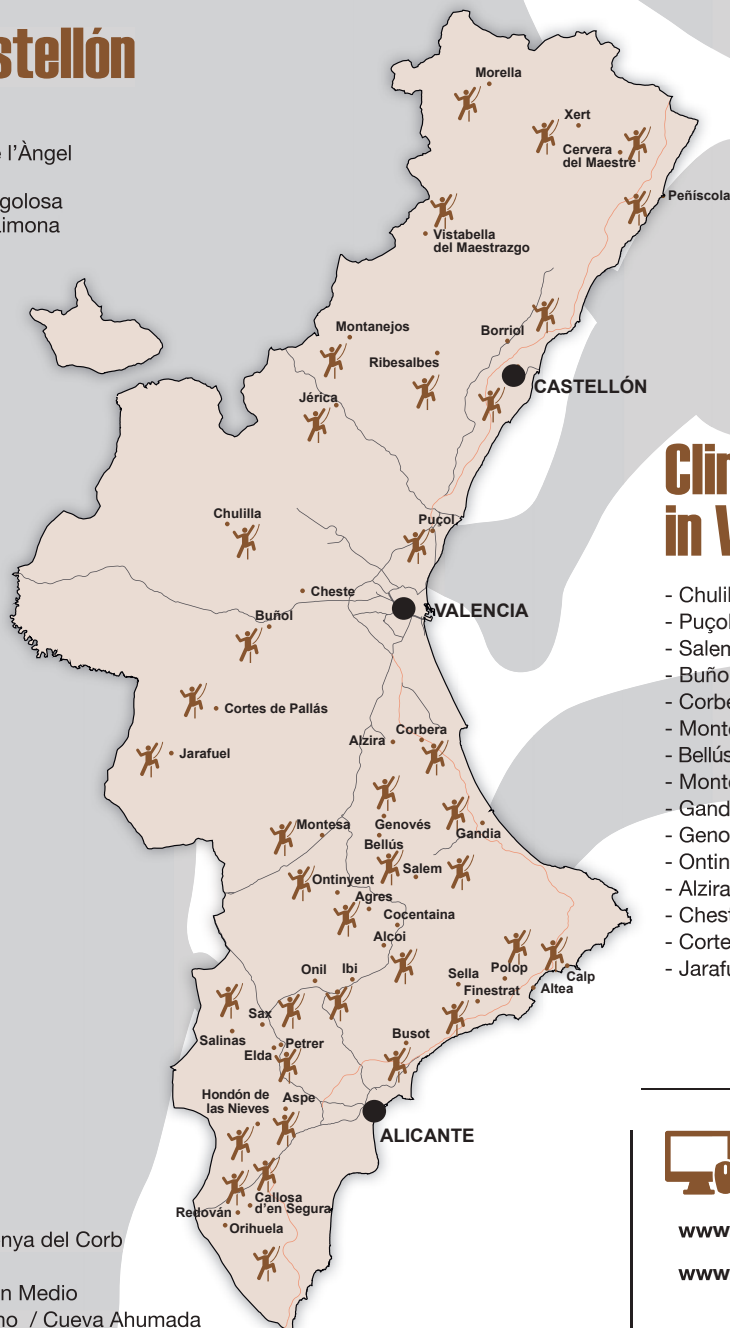 stellón
e l’Àngel
golosa
imona
Morella
Xert
Cervera
del Maestre
Peñíscola
Vistabella
del Maestrazgo
Montanejos
Borriol
Ribesalbes
CASTELLÓN
Jérica
Chulilla
Puçol
Cheste
VALENCIA
Buñol
Cortes de Pallás
Jarafuel
Alzira
Corbera
Montesa
Genovés
Gandia
Bellús
Salem
Ontinyent
Agres
Cocentaina
Alcoi
Onil
Ibi
Sella
Polop
Calp
Finestrat
Altea
Sax
Salinas
Elda
Petrer
Busot
Hondón de
las Nieves
Aspe
ALICANTE
Callosa
d’en Segura
Redován
Orihuela
Clim
in V
- Chulil
- Puçol
- Salem
- Buño
- Corbe
- Monte
- Bellús
- Monte
- Gand
- Geno
- Ontin
- Alzira
- Chest
- Corte
- Jarafu
www
www
nya del Corb
n Medio
no / Cueva Ahumada